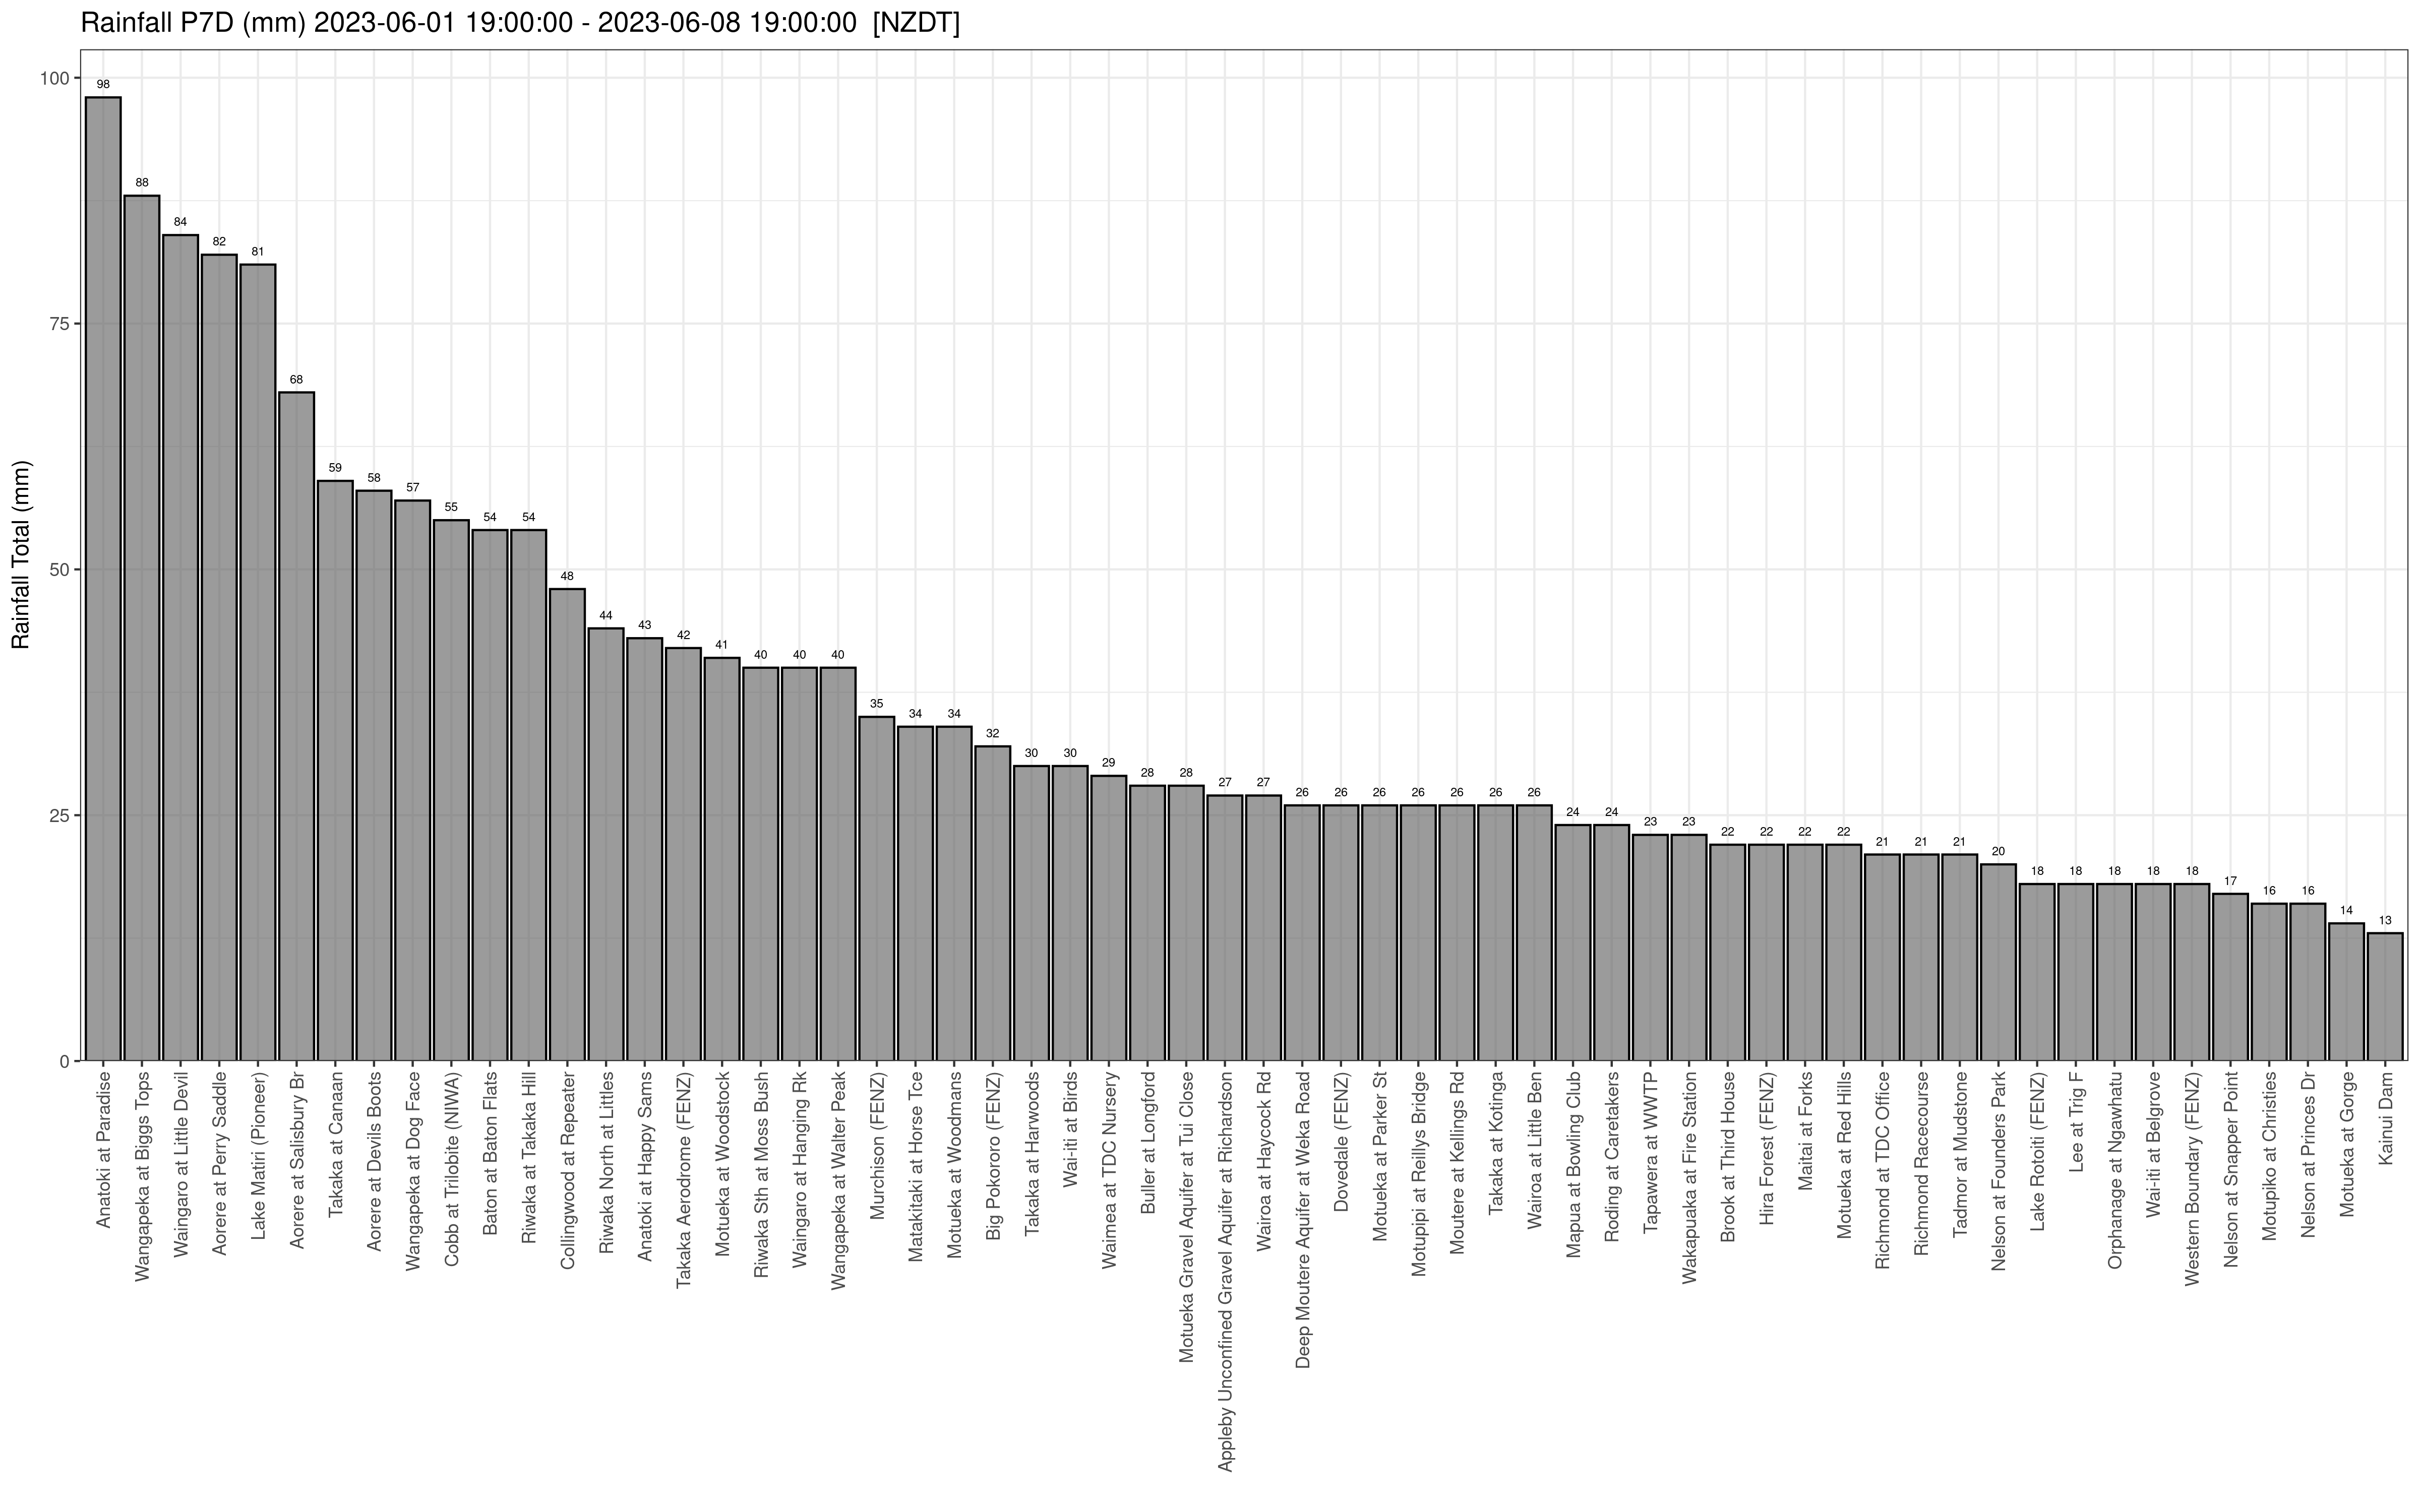 Rainfall P7D (mm) 2023-06-01 19:00:00 - 2023-06-08 19:00:00 [NZDT]
Rainfall Total (mm)
100
75
50
25
0
98
88
84
82
81
68
59
58
57
55
54
54
48
44
43
42
41
40
40
40
35
34
34
32
30
30
29
28
28
27
27
26
26
26
26
26
26
26
24
24
23
23
22
22
22
22
21
21
21
20
18
18
18
18
18
17
16
16
14
13
Anatoki at Paradise
Wangapeka at Biggs Tops
Waingaro at Little Devil
Aorere at Perry Saddle
Lake Matiri (Pioneer)
Aorere at Salisbury Br
Takaka at Canaan
Aorere at Devils Boots
Wangapeka at Dog Face
Cobb at Trilobite (NIWA)
Baton at Baton Flats
Riwaka at Takaka Hill
Collingwood at Repeater
Riwaka North at Littles
Anatoki at Happy Sams
Takaka Aerodrome (FENZ)
Motueka at Woodstock
Riwaka Sth at Moss Bush
Waingaro at Hanging Rk
Wangapeka at Walter Peak
Murchison (FENZ)
Matakitaki at Horse Tce
Motueka at Woodmans
Big Pokororo (FENZ)
Takaka at Harwoods
Wai-iti at Birds
Waimea at TDC Nursery
Buller at Longford
Motueka Gravel Aquifer at Tui Close
Appleby Unconfined Gravel Aquifer at Richardson
Wairoa at Haycock Rd
Deep Moutere Aquifer at Weka Road
Dovedale (FENZ)
Motueka at Parker St
Motupipi at Reillys Bridge
Moutere at Kellings Rd
Takaka at Kotinga
Wairoa at Little Ben
Mapua at Bowling Club
Roding at Caretakers
Tapawera at WWTP
Wakapuaka at Fire Station
Brook at Third House
Hira Forest (FENZ)
Maitai at Forks
Motueka at Red Hills
Richmond at TDC Office
Richmond Racecourse
Tadmor at Mudstone
Nelson at Founders Park
Lake Rotoiti (FENZ)
Lee at Trig F
Orphanage at Ngawhatu
Wai-iti at Belgrove
Western Boundary (FENZ)
Nelson at Snapper Point
Motupiko at Christies
Nelson at Princes Dr
Motueka at Gorge
Kainui Dam